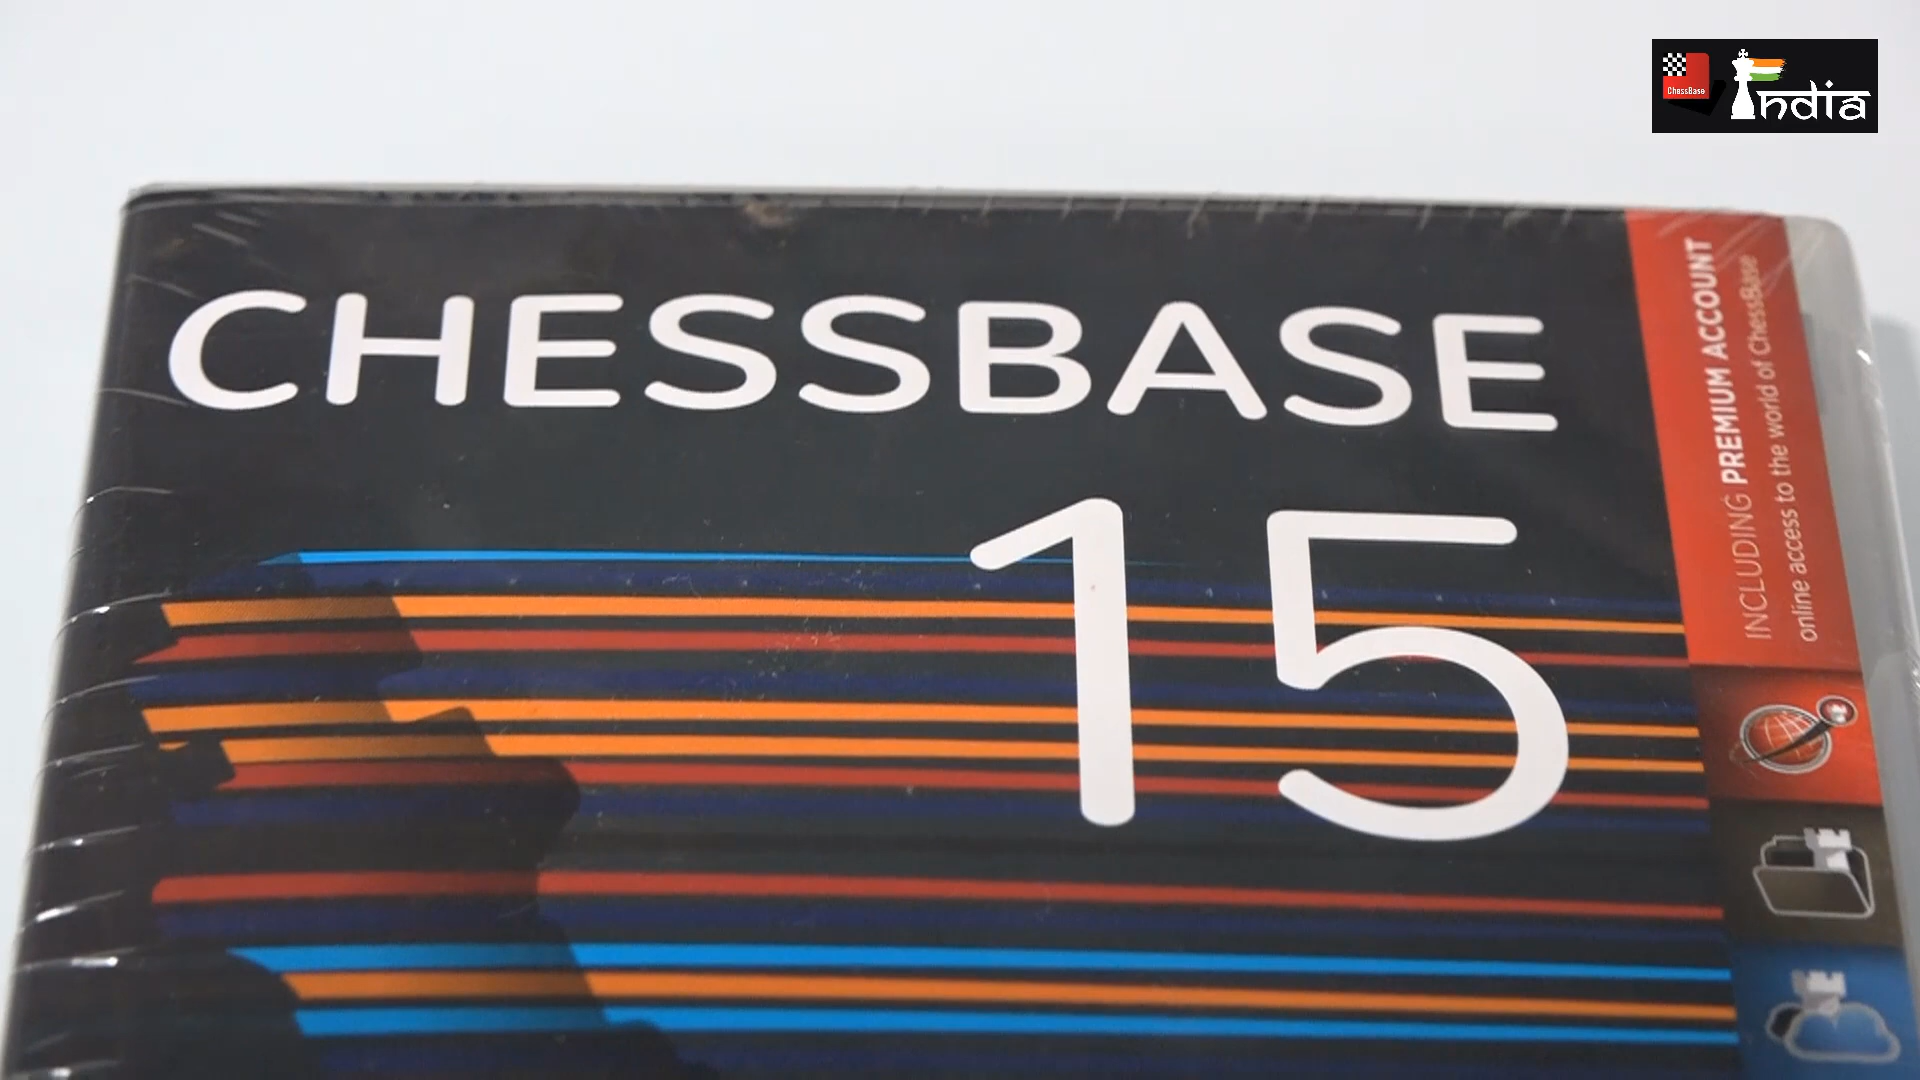 ChessBase
India
CHESSBASE
15
INCLUDING PREMIUM ACCOUNT
online access to the world of ChessBase